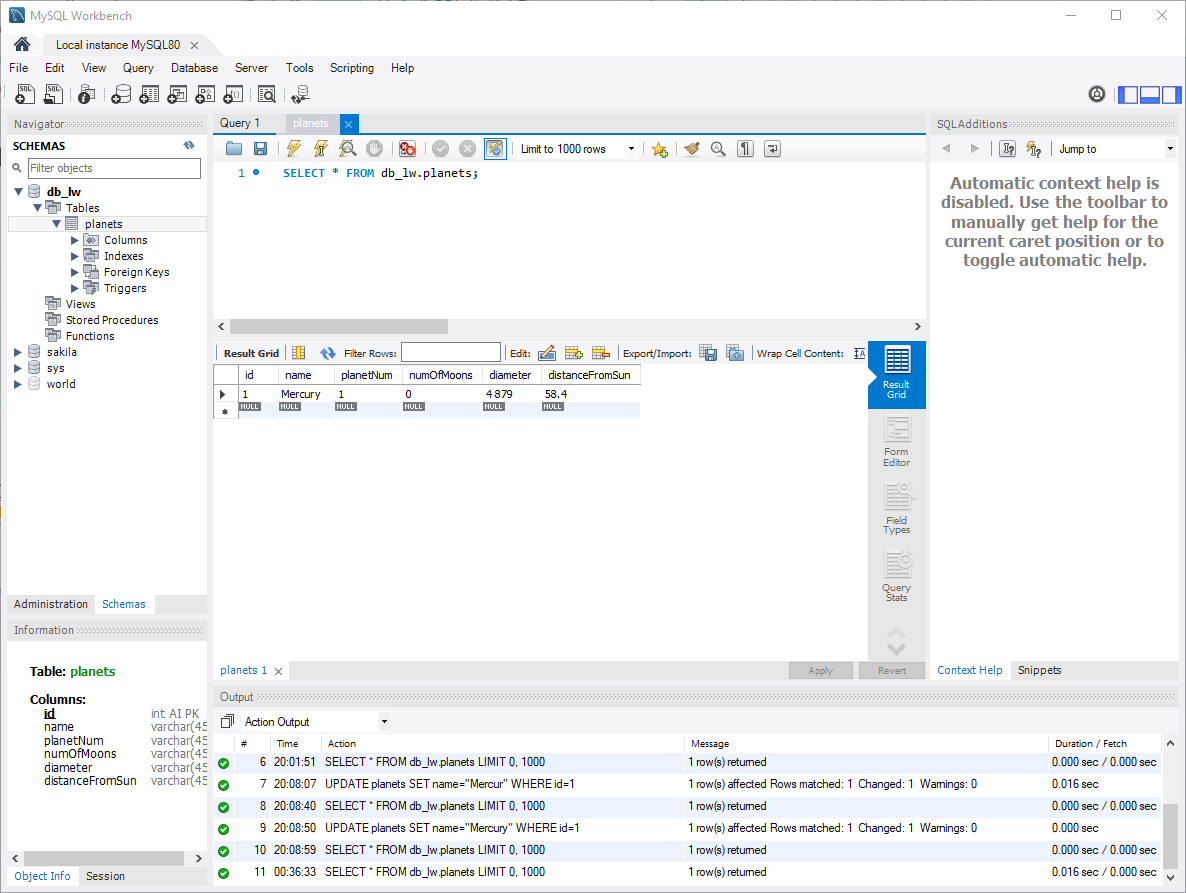 MySQL Workbench
Local instance MySQL80
File Edit View Query Database Server Tools Scripting Help
Navigator
SCHEMAS
Filter objects
db_lw
Tables
planets
Columns
Indexes
Foreign Keys
Triggers
Views
Stored Procedures
Functions
sakila
sys
world
Administration Schemas
Information
Table: planets
Columns:
id int AI PK
name varchar(45
planetNum varchar(45
numOfMoons varchar(45
diameter varchar(45
distanceFromSun varchar(45
Object Info Session
Query 1 planets
Limit to 1000 rows
1 SELECT * FROM db_lw.planets;
Result Grid Filter Rows: Edit: Export/Import: Wrap Cell Content: IA
id name planetNum numOfMoons diameter distanceFromSun
1 Mercury 1 0 4 879 58.4
NULL NULL NULL NULL NULL NULL
Result
Grid
Form
Editor
Field
Types
Query
Stats
planets 1 Apply Revert
SQLAdditions
Jump to
Automatic context help is
disabled. Use the toolbar to
manually get help for the
current caret position or to
toggle automatic help.
Context Help Snippets
Output
Action Output
# Time Action Message Duration / Fetch
6 20:01:51 SELECT * FROM db_lw.planets LIMIT 0, 1000 1 row(s) returned 0.000 sec / 0.000 sec
7 20:08:07 UPDATE planets SET name="Mercur" WHERE id=1 1 row(s) affected Rows matched: 1 Changed: 1 Warnings: 0 0.016 sec
8 20:08:40 SELECT * FROM db_lw.planets LIMIT 0, 1000 1 row(s) returned 0.000 sec / 0.000 sec
9 20:08:50 UPDATE planets SET name="Mercury" WHERE id=1 1 row(s) affected Rows matched: 1 Changed: 1 Warnings: 0 0.000 sec
10 20:08:59 SELECT * FROM db_lw.planets LIMIT 0, 1000 1 row(s) returned 0.000 sec / 0.000 sec
11 00:36:33 SELECT * FROM db_lw.planets LIMIT 0, 1000 1 row(s) returned 0.016 sec / 0.000 sec